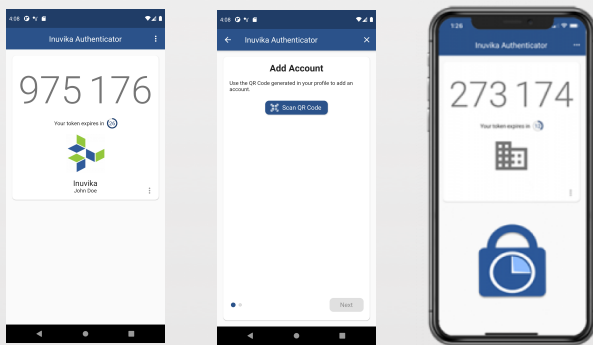 4:08
Inuvika Authenticator
975 176
Your token expires in 26
Inuvika
John Doe
4:08
Inuvika Authenticator
Add Account
Use the QR Code generated in your profile to add an
account.
Scan QR Code
Next
1:26
Inuvika Authenticator
273 174
Your token expires in